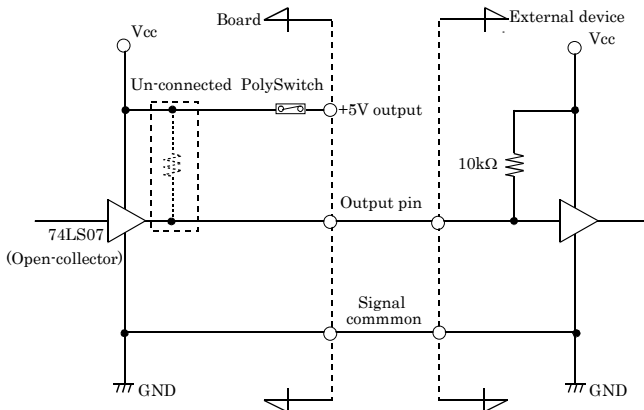 Board
External device
Vcc
Vcc
Un-connected PolySwitch
+5V output
10kΩ
Output pin
74LS07
(Open-collector)
Signal
commmon
GND
GND